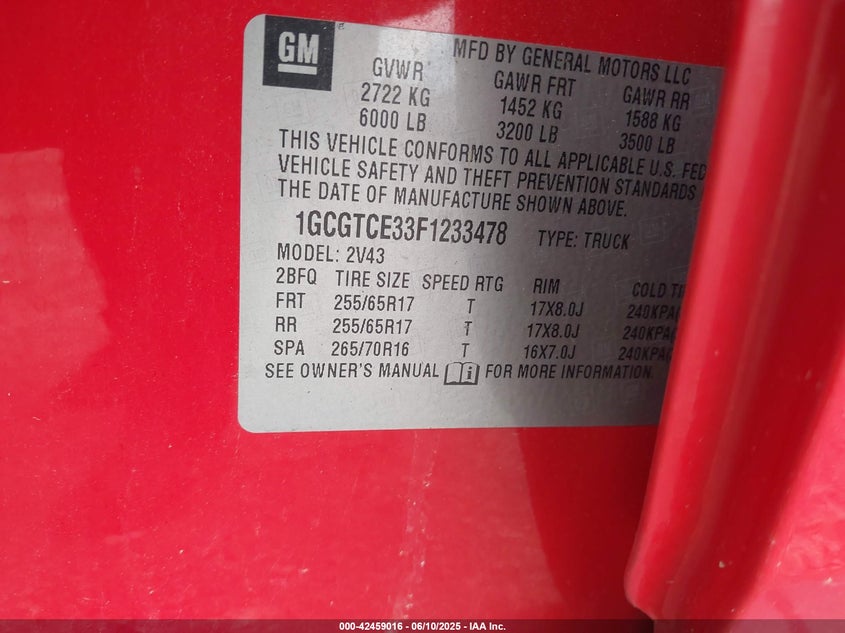 GM
MFD BY GENERAL MOTORS LLC
GVWR GAWR FRT GAWR RR
2722 KG 1452 KG 1588 KG
6000 LB 3200 LB 3500 LB
THIS VEHICLE CONFORMS TO ALL APPLICABLE U.S. FED
VEHICLE SAFETY AND THEFT PREVENTION STANDARDS
THE DATE OF MANUFACTURE SHOWN ABOVE.
1GCGTCE33F1233478 TYPE: TRUCK
MODEL: 2V43
2BFQ TIRE SIZE SPEED RTG RIM COLD TI
FRT 255/65R17 T 17X8.0J 240KPA
RR 255/65R17 T 17X8.0J 240KPA
SPA 265/70R16 T 16X7.0J 240KPA
SEE OWNER'S MANUAL i FOR MORE INFORMATION.
000-42459016 - 06/10/2025 - IAA Inc.